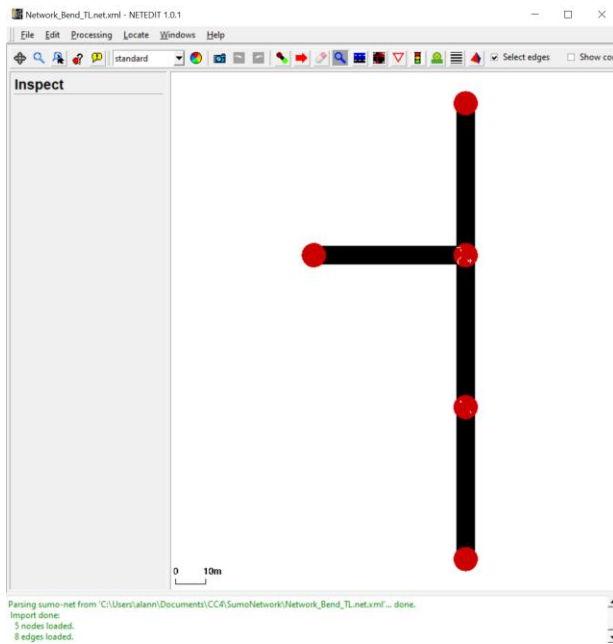 Network_Bend_TL.net.xml - NETEDIT 1.0.1
File Edit Processing Locate Windows Help
standard Select edges Show co
Inspect
0 10m
Parsing sumo-net from 'C:\Users\alann\Documents\CC4\SumoNetwork\Network_Bend_TL.net.xml'... done.
Import done:
5 nodes loaded.
8 edges loaded.